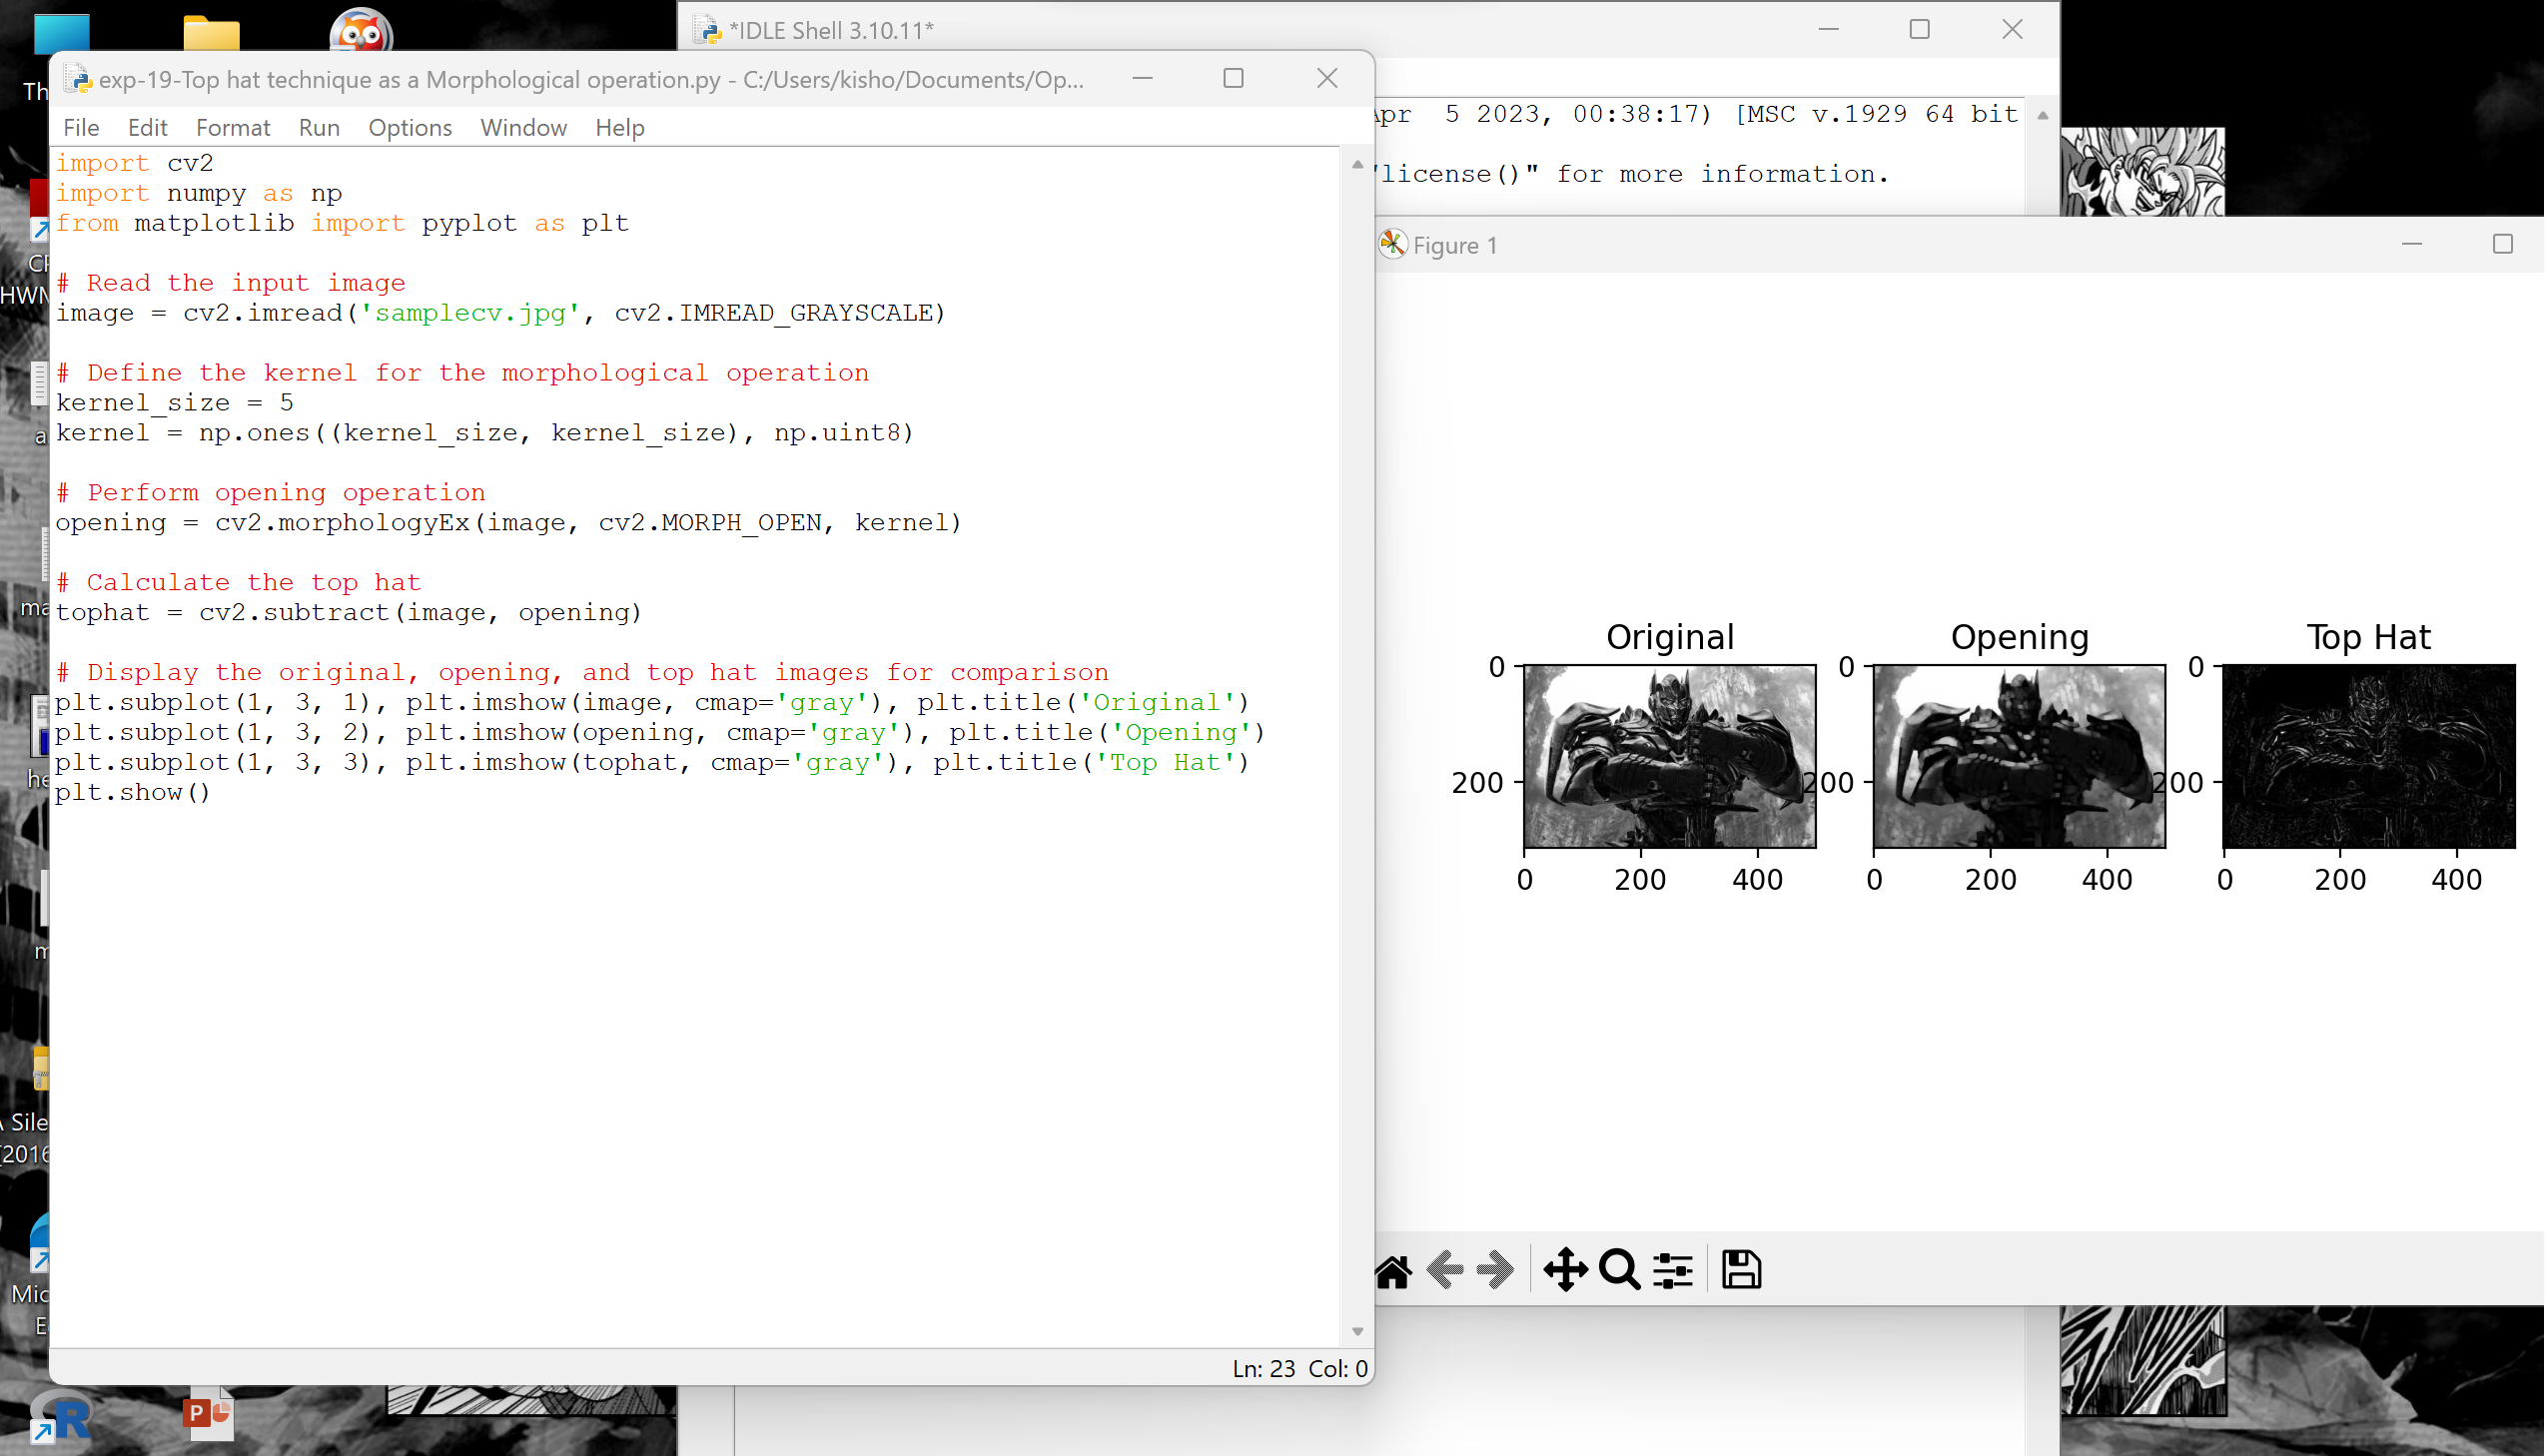 *IDLE Shell 3.10.11*
Apr  5 2023, 00:38:17) [MSC v.1929 64 bit
"license()" for more information.
exp-19-Top hat technique as a Morphological operation.py - C:/Users/kisho/Documents/Op...
File Edit Format Run Options Window Help
import cv2
import numpy as np
from matplotlib import pyplot as plt
# Read the input image
image = cv2.imread('samplecv.jpg', cv2.IMREAD_GRAYSCALE)
# Define the kernel for the morphological operation
kernel_size = 5
kernel = np.ones((kernel_size, kernel_size), np.uint8)
# Perform opening operation
opening = cv2.morphologyEx(image, cv2.MORPH_OPEN, kernel)
# Calculate the top hat
tophat = cv2.subtract(image, opening)
# Display the original, opening, and top hat images for comparison
plt.subplot(1, 3, 1), plt.imshow(image, cmap='gray'), plt.title('Original')
plt.subplot(1, 3, 2), plt.imshow(opening, cmap='gray'), plt.title('Opening')
plt.subplot(1, 3, 3), plt.imshow(tophat, cmap='gray'), plt.title('Top Hat')
plt.show()
Ln: 23 Col: 0
Figure 1
Original
0
200
0 200 400
Opening
0
200
0 200 400
Top Hat
0
200
0 200 400
Th
CP
HWM
a
ma
he
m
A Sile
[2016
Mic
E
R
P